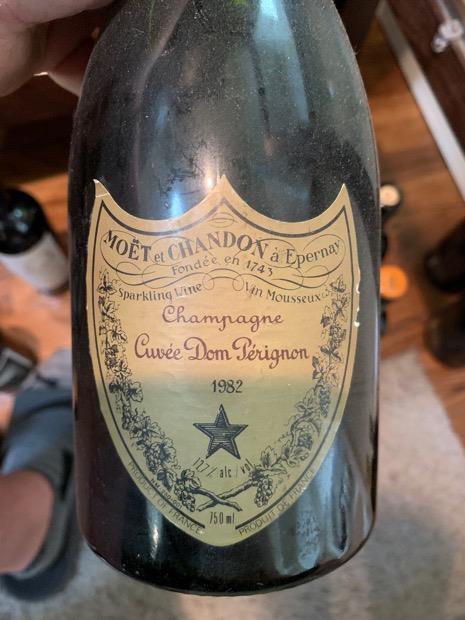 MOËT et CHANDON à Epernay
Fondée en 1743
Sparkling Wine Vin Mousseux
Champagne
Cuvée Dom Pérignon
1982
12,7% alc./vol
PRODUCT OF FRANCE PRODUIT DE FRANCE
750 ml